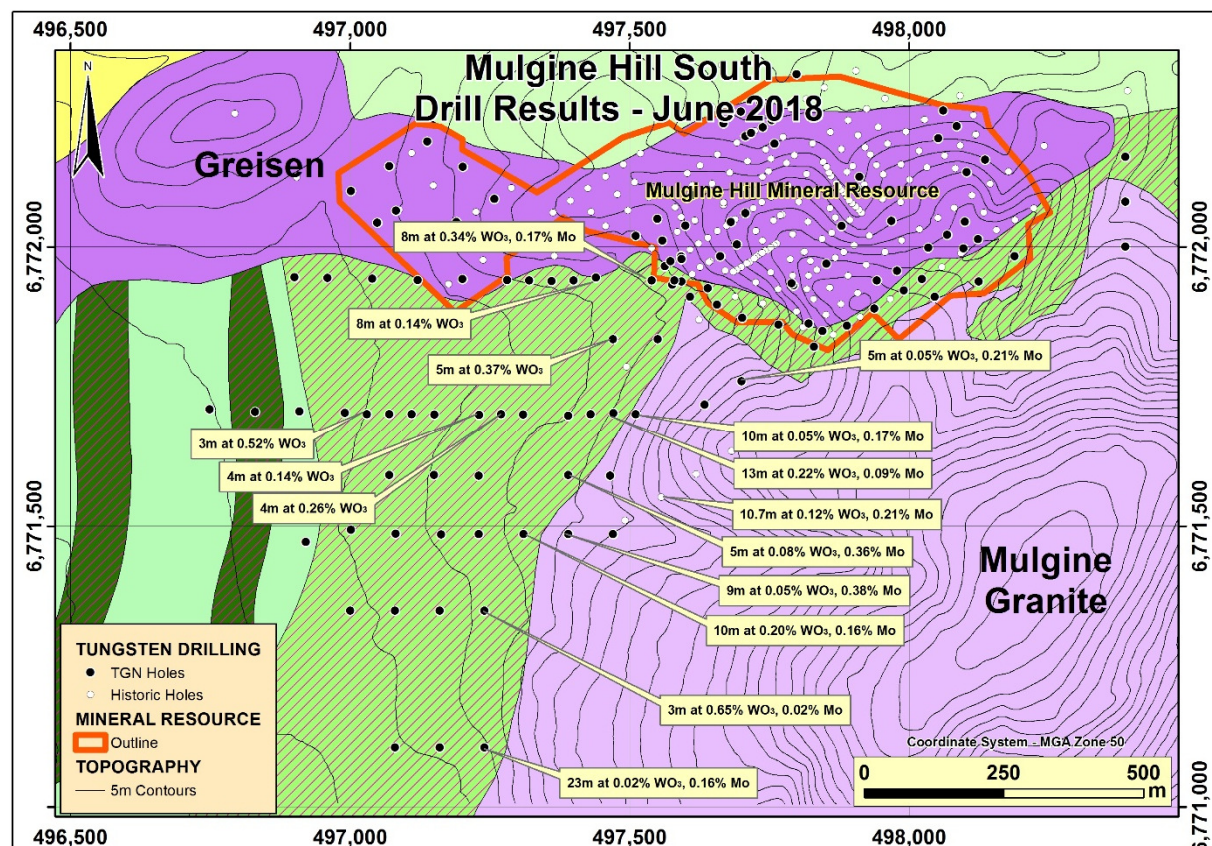 496,500
497,000
497,500
498,000
Mulgine Hill South
Drill Results - June 2018
N
Greisen
Mulgine Hill Mineral Resource
6,772,000
6,772,000
8m at 0.34% WO₃, 0.17% Mo
8m at 0.14% WO₃
5m at 0.37% WO₃
5m at 0.05% WO₃, 0.21% Mo
3m at 0.52% WO₃
10m at 0.05% WO₃, 0.17% Mo
4m at 0.14% WO₃
13m at 0.22% WO₃, 0.09% Mo
4m at 0.26% WO₃
10.7m at 0.12% WO₃, 0.21% Mo
6,771,500
6,771,500
5m at 0.08% WO₃, 0.36% Mo
9m at 0.05% WO₃, 0.38% Mo
10m at 0.20% WO₃, 0.16% Mo
Mulgine
Granite
3m at 0.65% WO₃, 0.02% Mo
23m at 0.02% WO₃, 0.16% Mo
TUNGSTEN DRILLING
TGN Holes
Historic Holes
MINERAL RESOURCE
Outline
TOPOGRAPHY
5m Contours
Coordinate System - MGA Zone 50
0 250 500
m
6,771,000
6,771,000
496,500
497,000
497,500
498,000